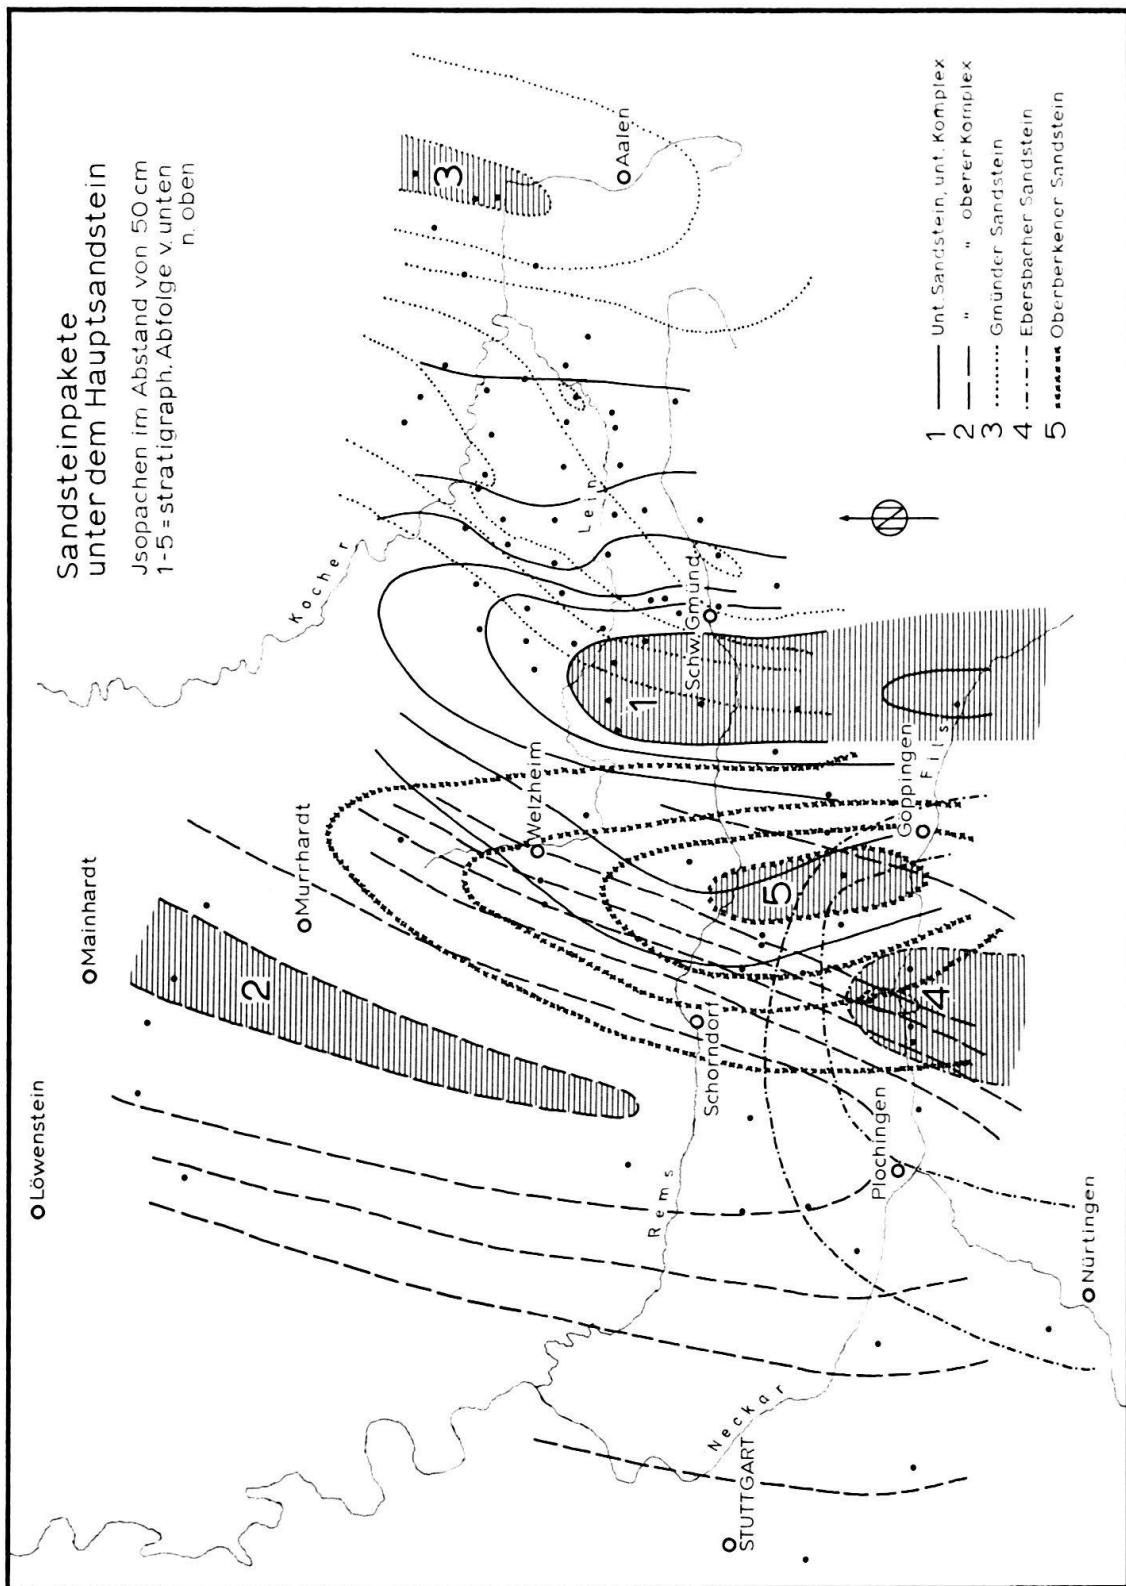 Sandsteinpakete
unter dem Hauptsandstein
Jsopachen im Abstand von 50 cm
1-5 = stratigraph. Abfolge v. unten
n. oben
Löwenstein
Mainhardt
Murrhardt
Kocher
Welzheim
Lein
Aalen
STUTTGART
Neckar
Rems
Schorndorf
Schw. Gmünd
Plochingen
Göppingen
Fils
Nürtingen
N
1
2
3
4
5
1 Unt. Sandstein, unt. Komplex
2 " " oberer Komplex
3 Gmünder Sandstein
4 Ebersbacher Sandstein
5 Oberberkener Sandstein